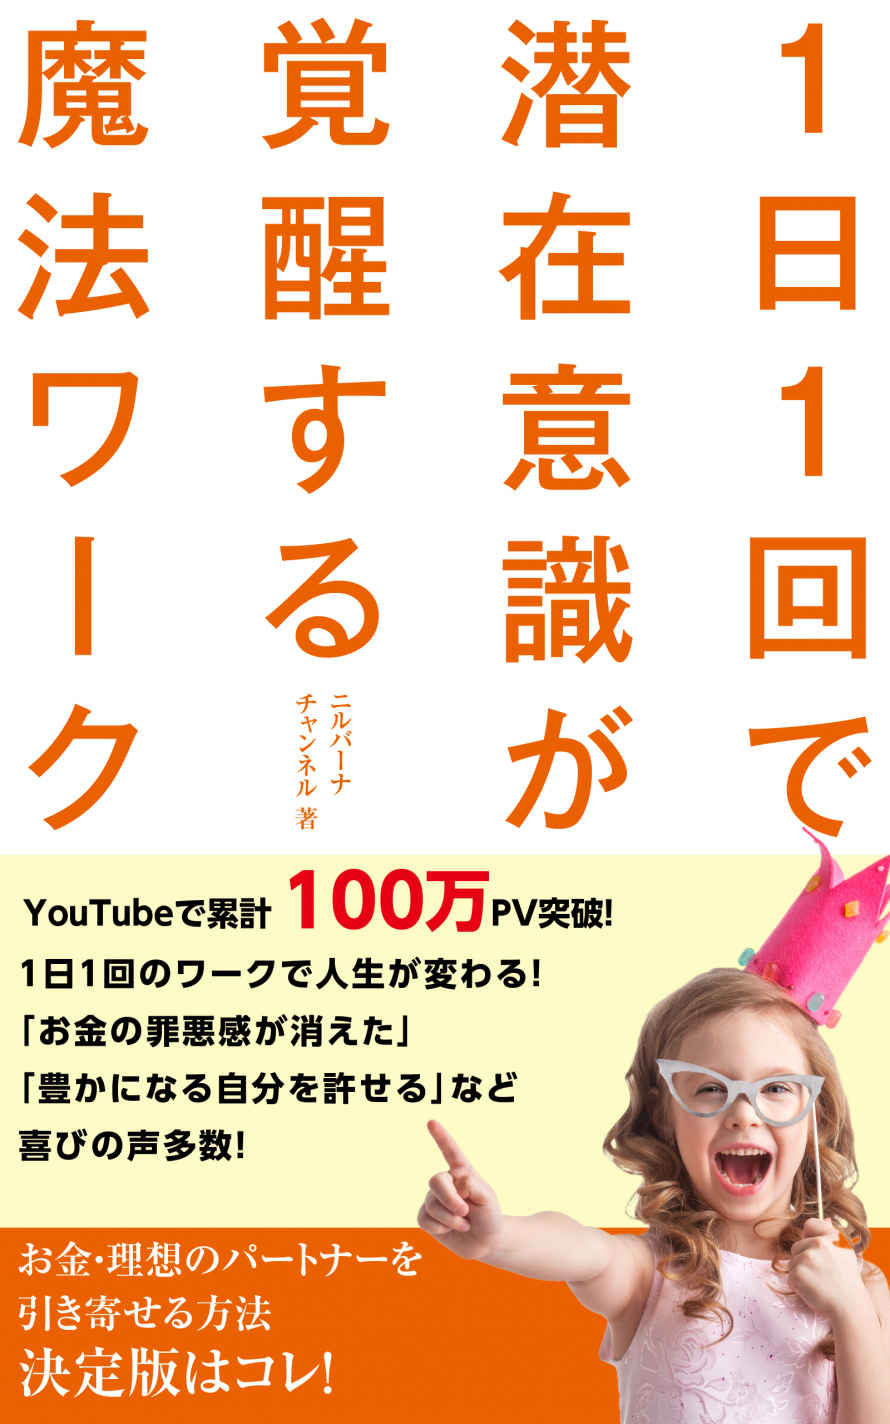 1日1回で
潜在意識が
覚醒する
魔法ワーク
ニルバーナ
チャンネル 著
YouTubeで累計 100万PV突破!
1日1回のワークで人生が変わる!
「お金の罪悪感が消えた」
「豊かになる自分を許せる」など
喜びの声多数!
お金・理想のパートナーを
引き寄せる方法
決定版はコレ!